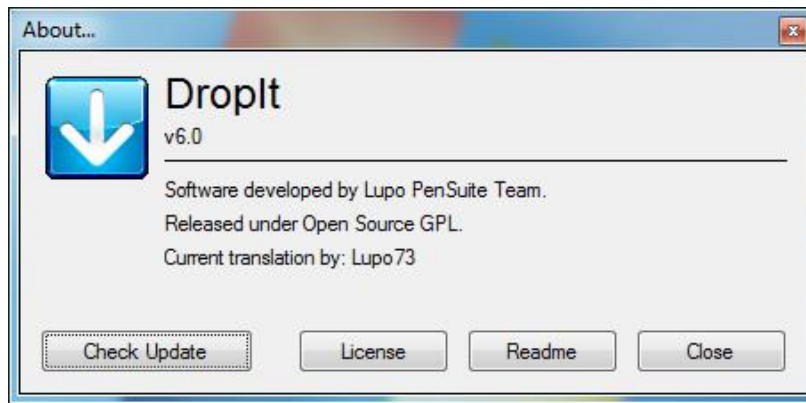 About...
DropIt
v6.0
Software developed by Lupo PenSuite Team.
Released under Open Source GPL.
Current translation by: Lupo73
Check Update License Readme Close